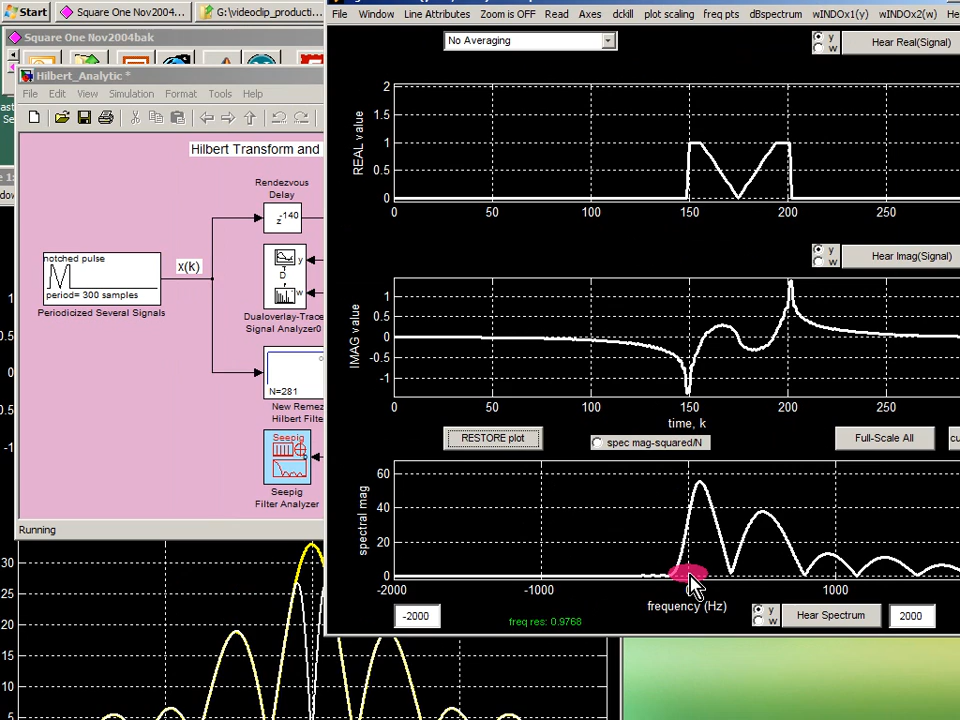 Start
Square One Nov2004...
G:\videoclip_producti...
Square One Nov2004bak
Hilbert_Analytic *
File Edit View Simulation Format Tools Help
Hilbert Transform and
Rendezvous
Delay
z-140
notched pulse
period= 300 samples
Periodicized Several Signals
x(k)
y
D
w
Dualoverlay-Trace
Signal Analyzer0
N=281
New Remez
Hilbert Filte
Seepig
Seepig
Filter Analyzer
Running
File Window Line Attributes Zoom is OFF Read Axes dckill plot scaling freq pts dBspectrum wINDOx1(y) wINDOx2(w)
No Averaging
y
w
Hear Real(Signal)
REAL value
2
1.5
1
0.5
0
0 50 100 150 200 250
y
w
Hear Imag(Signal)
IMAG value
1
0.5
0
-0.5
-1
0 50 100 150 200 250
time, k
RESTORE plot
spec mag-squared/N
Full-Scale All
cu
spectral mag
60
40
20
0
-2000 -1000 1000
frequency (Hz)
-2000
freq res: 0.9768
y
w
Hear Spectrum
2000
30
25
20
15
10
5